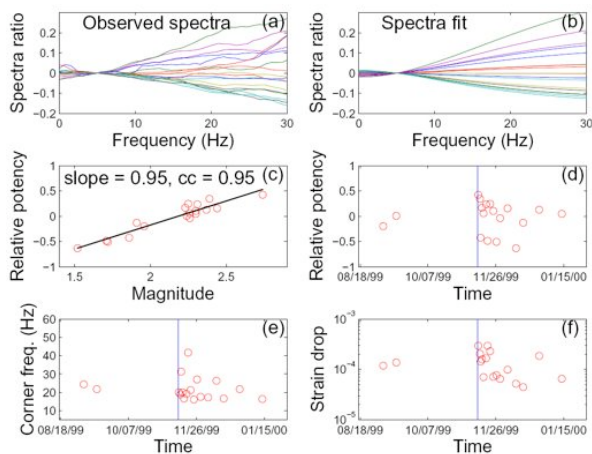 Observed spectra (a)
Spectra ratio
0.2
0.1
0
−0.1
−0.2
0 10 20 30
Frequency (Hz)
Spectra fit (b)
Spectra ratio
0.2
0.1
0
−0.1
−0.2
0 10 20 30
Frequency (Hz)
slope = 0.95, cc = 0.95 (c)
Relative potency
1
0.5
0
−0.5
−1
1.5 2 2.5
Magnitude
(d)
Relative potency
1
0.5
0
−0.5
−1
08/18/99 10/07/99 11/26/99 01/15/00
Time
(e)
Corner freq. (Hz)
60
50
40
30
20
10
0
08/18/99 10/07/99 11/26/99 01/15/00
Time
(f)
Strain drop
10−3
10−4
10−5
08/18/99 10/07/99 11/26/99 01/15/00
Time